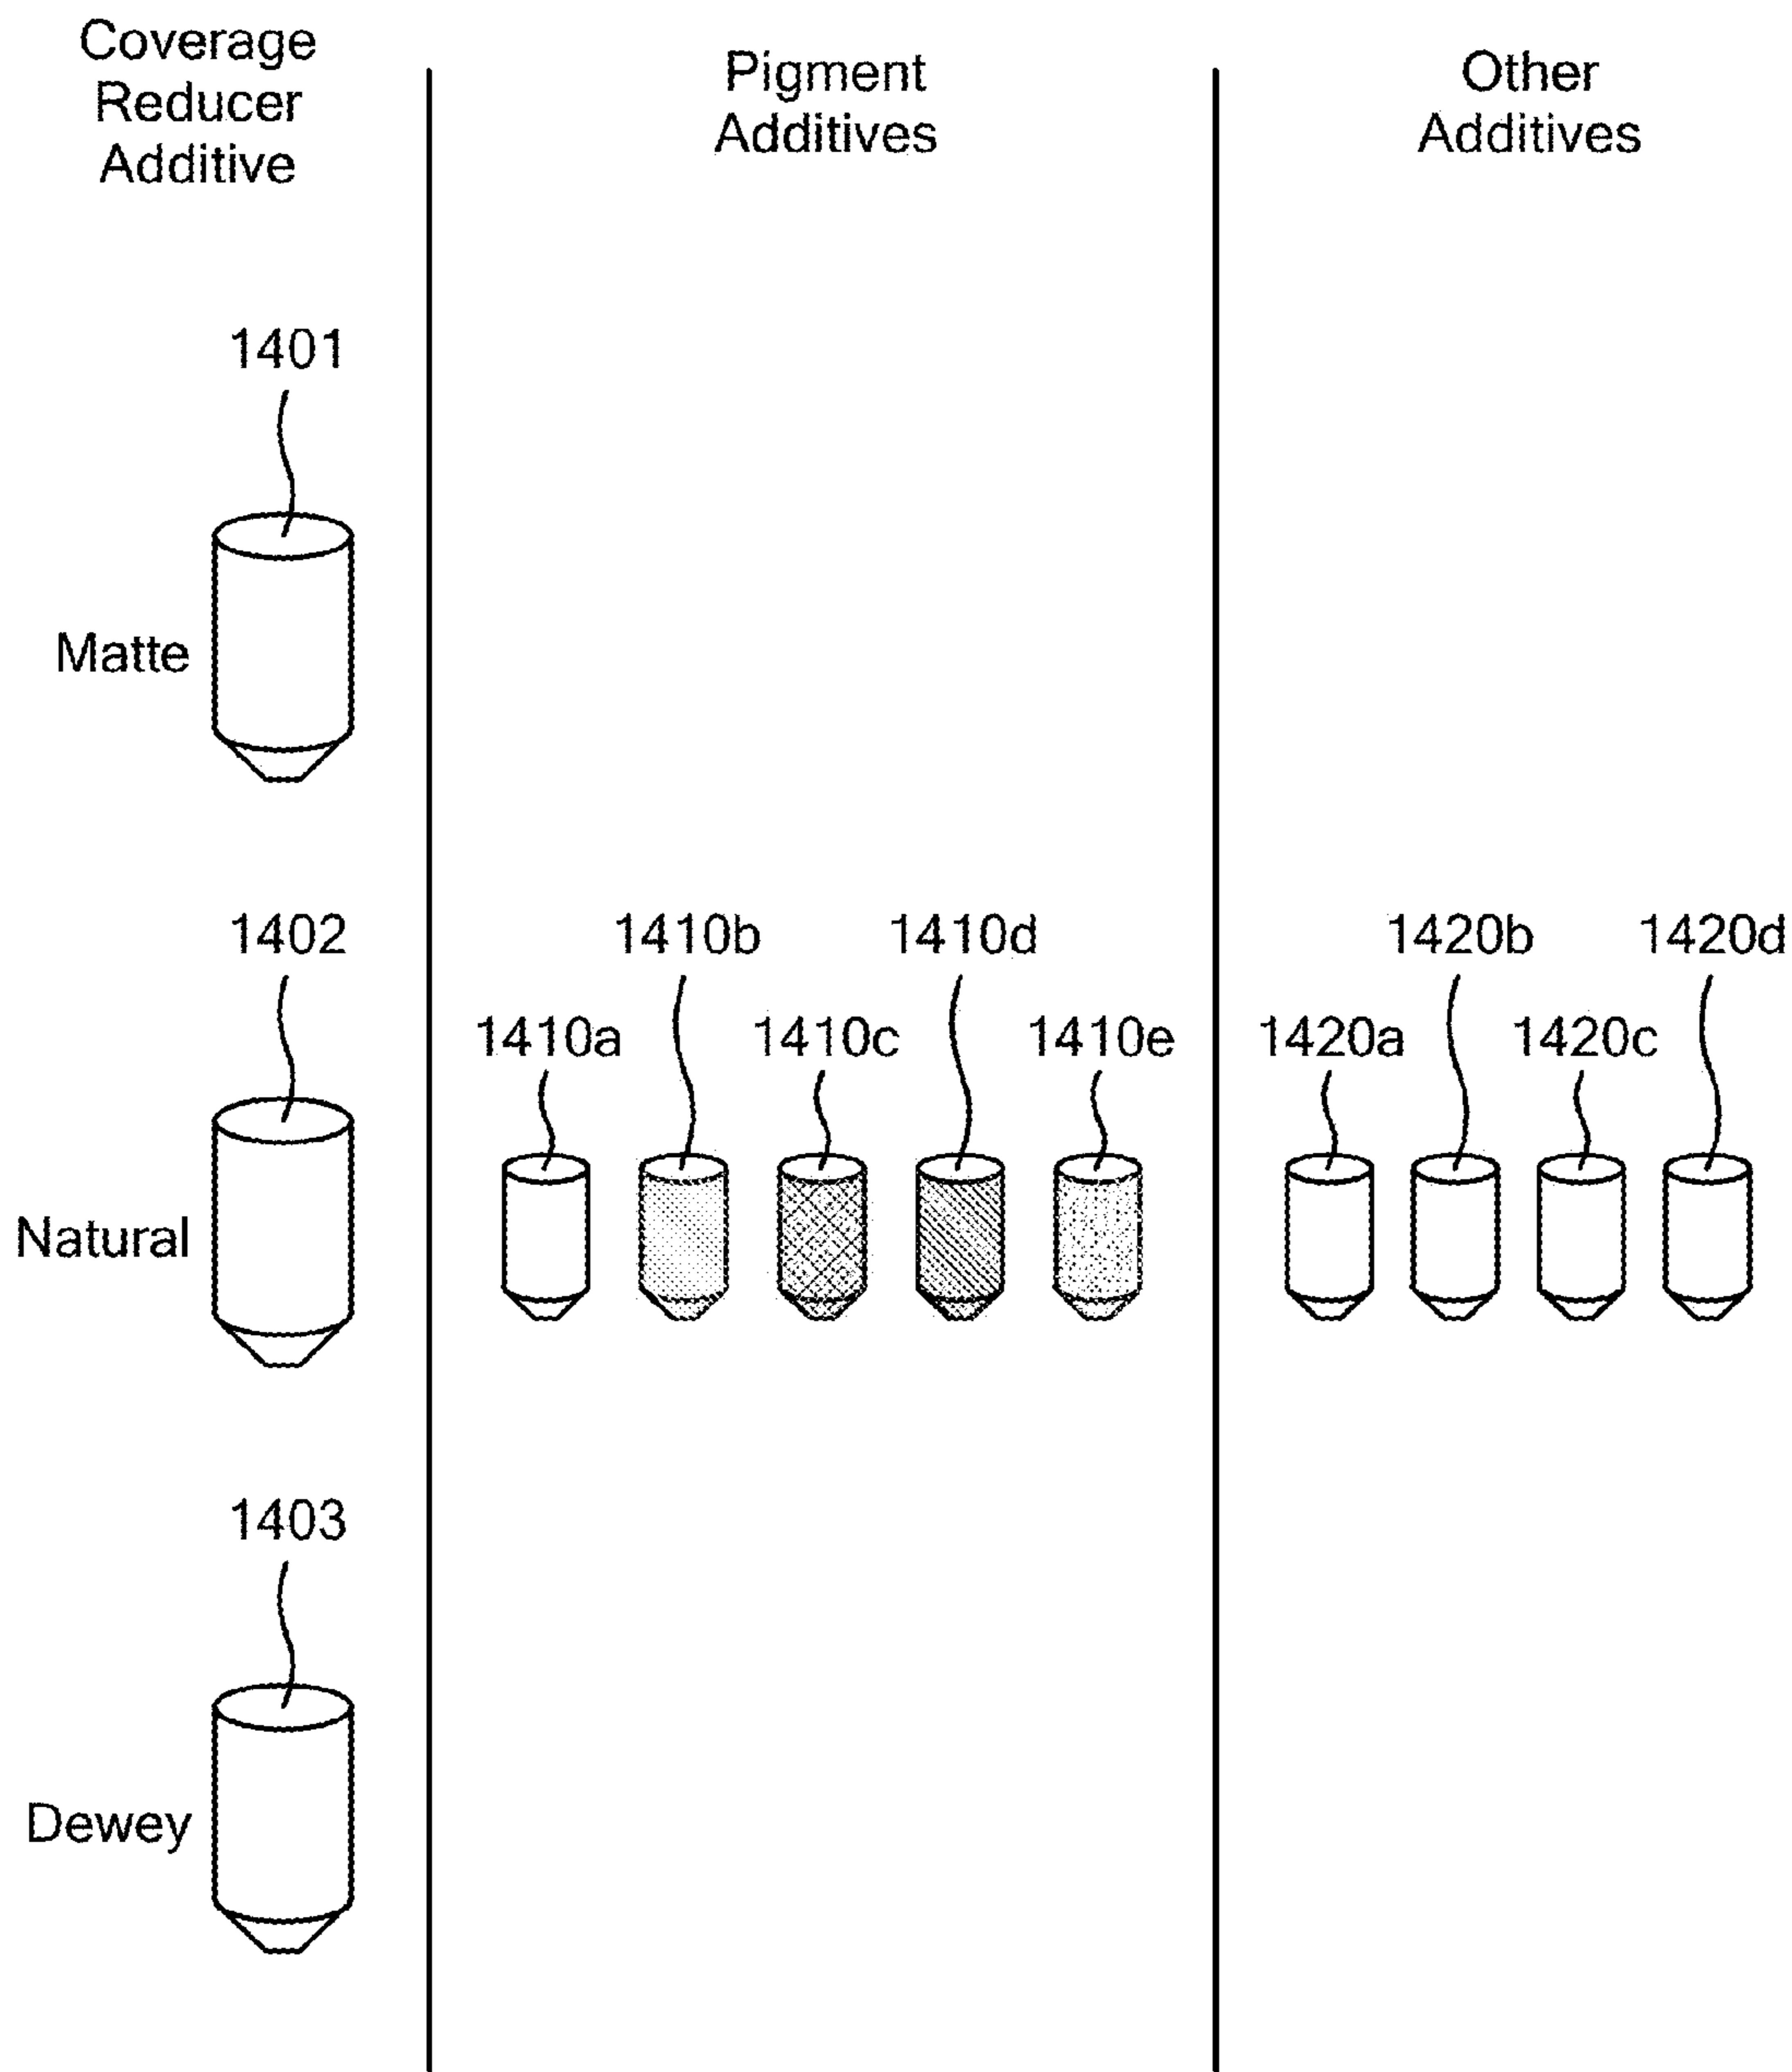 Coverage
Reducer
Additive
Pigment
Additives
Other
Additives
1401
Matte
1402
1410b
1410d
1420b
1420d
1410a
1410c
1410e
1420a
1420c
Natural
1403
Dewey